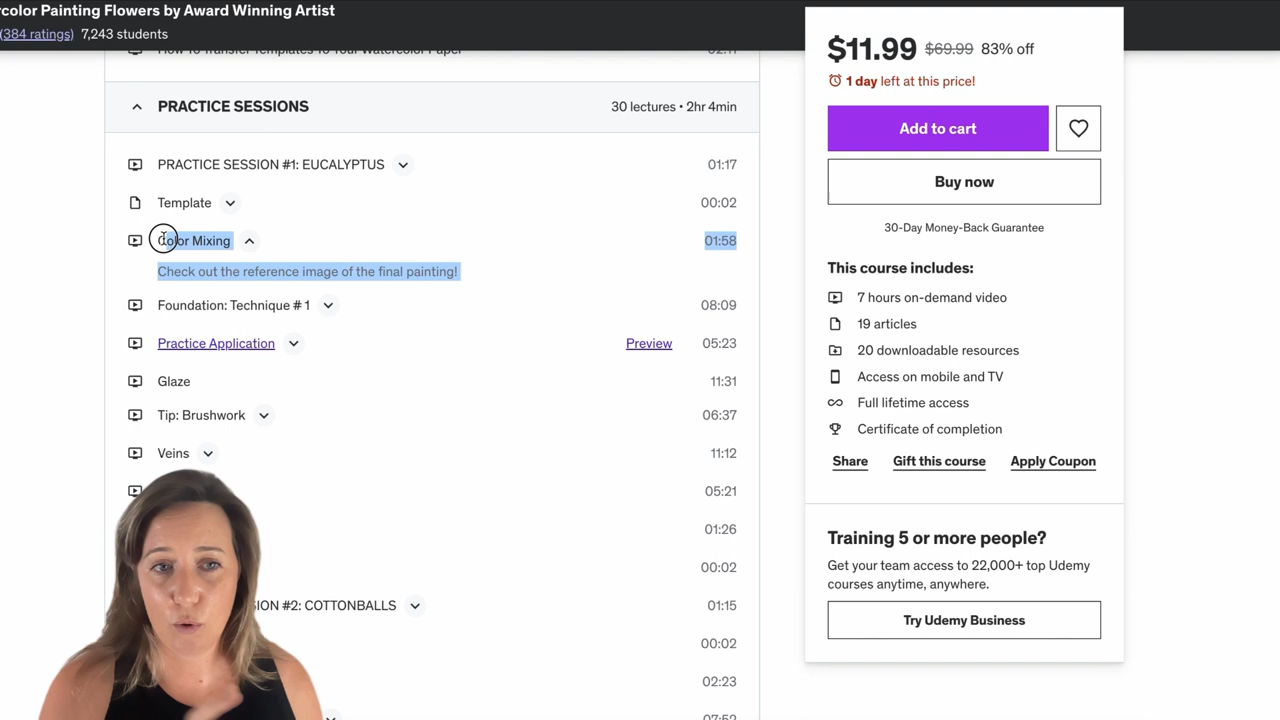 rcolor Painting Flowers by Award Winning Artist
(384 ratings) 7,243 students
How To Transfer Templates To Your Watercolor Paper 02:11
PRACTICE SESSIONS 30 lectures • 2hr 4min
PRACTICE SESSION #1: EUCALYPTUS 01:17
Template 00:02
Color Mixing 01:58
Check out the reference image of the final painting!
Foundation: Technique # 1 08:09
Practice Application Preview 05:23
Glaze 11:31
Tip: Brushwork 06:37
Veins 11:12
05:21
01:26
00:02
ION #2: COTTONBALLS 01:15
00:02
02:23
07:52
$11.99 $69.99 83% off
1 day left at this price!
Add to cart
Buy now
30-Day Money-Back Guarantee
This course includes:
7 hours on-demand video
19 articles
20 downloadable resources
Access on mobile and TV
Full lifetime access
Certificate of completion
Share Gift this course Apply Coupon
Training 5 or more people?
Get your team access to 22,000+ top Udemy
courses anytime, anywhere.
Try Udemy Business